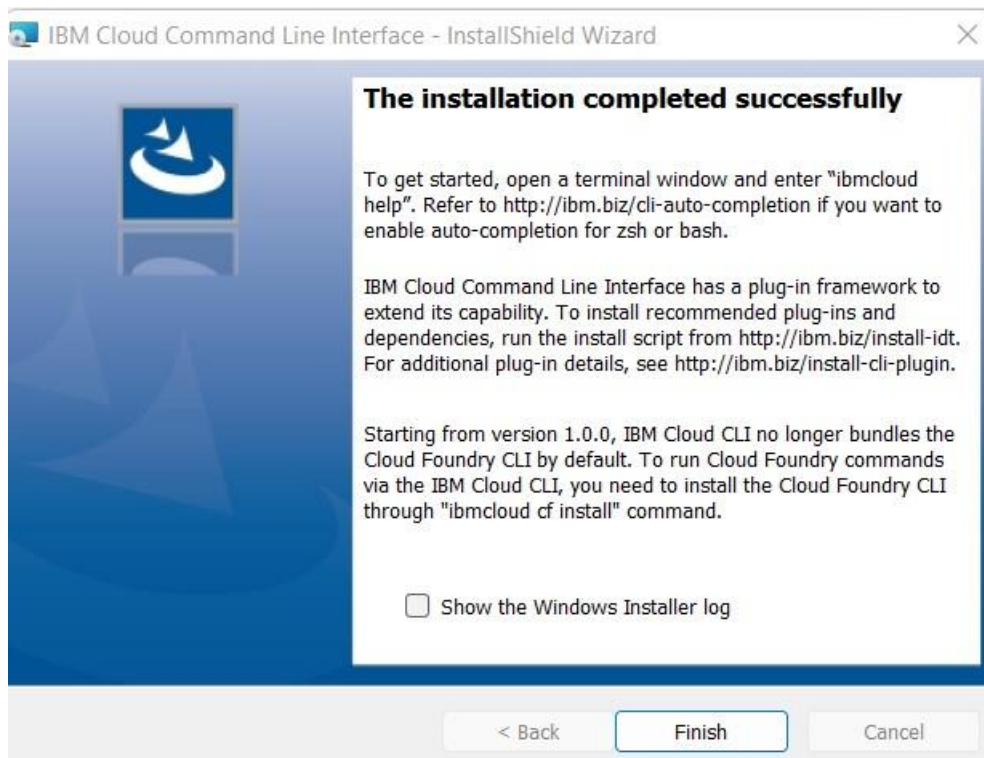 IBM Cloud Command Line Interface - InstallShield Wizard
The installation completed successfully
To get started, open a terminal window and enter “ibmcloud
help”. Refer to http://ibm.biz/cli-auto-completion if you want to
enable auto-completion for zsh or bash.
IBM Cloud Command Line Interface has a plug-in framework to
extend its capability. To install recommended plug-ins and
dependencies, run the install script from http://ibm.biz/install-idt.
For additional plug-in details, see http://ibm.biz/install-cli-plugin.
Starting from version 1.0.0, IBM Cloud CLI no longer bundles the
Cloud Foundry CLI by default. To run Cloud Foundry commands
via the IBM Cloud CLI, you need to install the Cloud Foundry CLI
through "ibmcloud cf install" command.
Show the Windows Installer log
< Back Finish Cancel